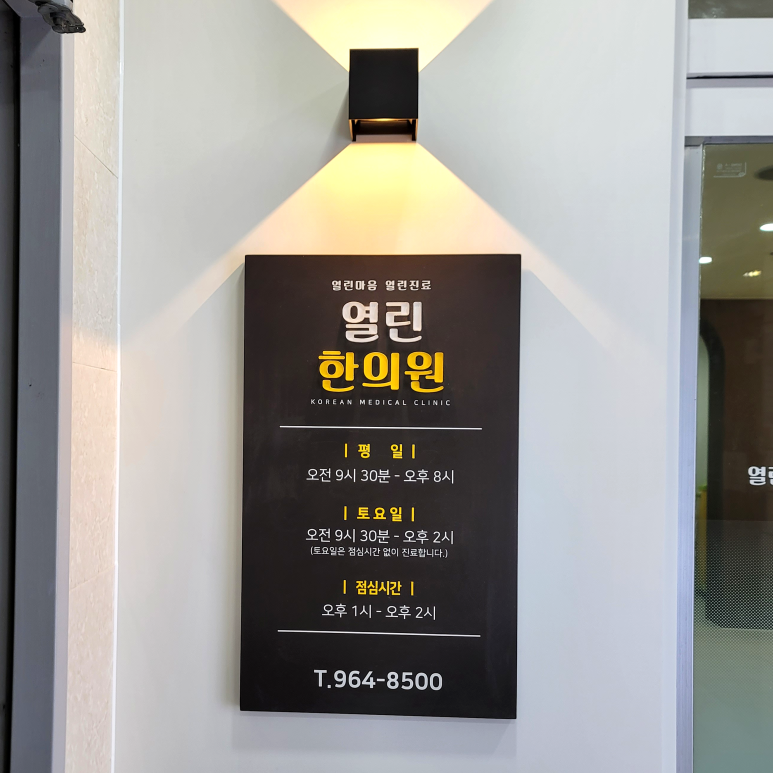 열린마음 열린진료
열린
한의원
KOREAN MEDICAL CLINIC
| 평 일 |
오전 9시 30분 - 오후 8시
| 토요일 |
오전 9시 30분 - 오후 2시
(토요일은 점심시간 없이 진료합니다.)
| 점심시간 |
오후 1시 - 오후 2시
T.964-8500